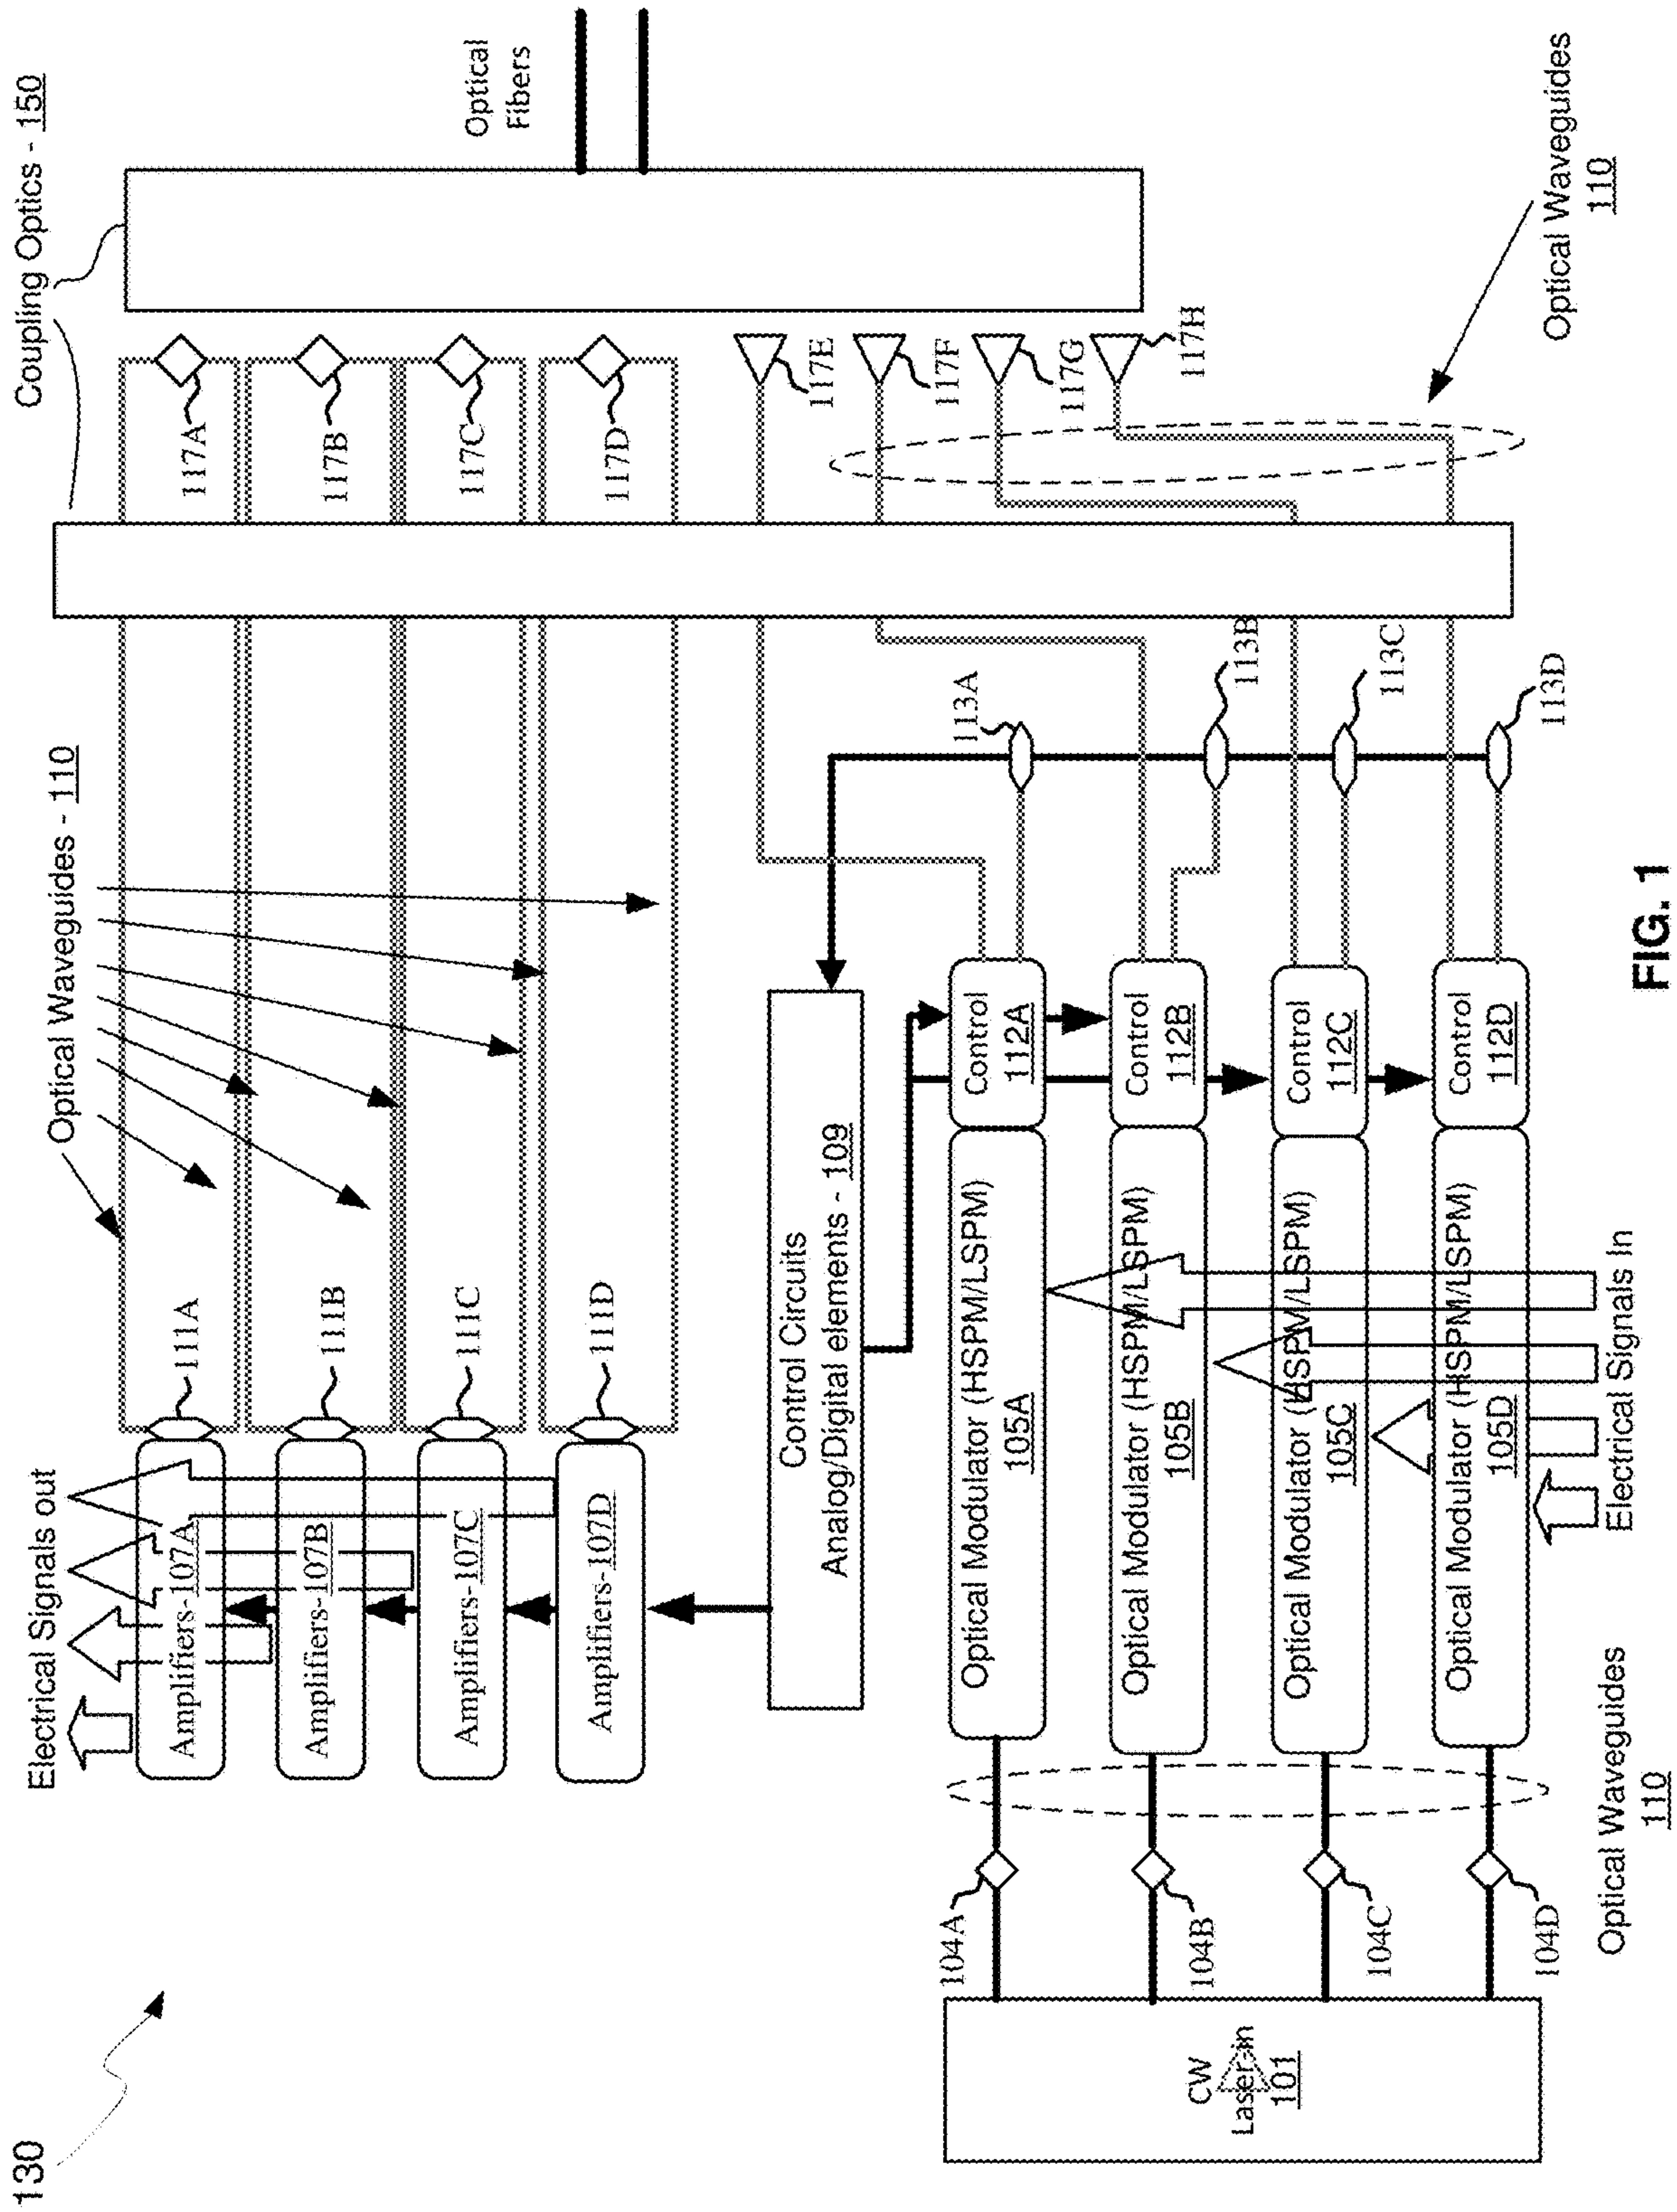 130
Electrical Signals out
Optical Waveguides - 110
Coupling Optics - 150
Amplifiers-107A
111A
117A
Amplifiers-107B
111B
117B
Amplifiers-107C
111C
117C
Amplifiers-107D
111D
117D
Optical
Fibers
Control Circuits
Analog/Digital elements - 109
117E
117F
117G
117H
113A
113B
113C
113D
104A
Optical Modulator (HSPM/LSPM)
105A
Control
112A
104B
Optical Modulator (HSPM/LSPM)
105B
Control
112B
CW
Laser in
101
104C
Optical Modulator (HSPM/LSPM)
105C
Control
112C
104D
Optical Modulator (HSPM/LSPM)
105D
Control
112D
Optical Waveguides
110
Electrical Signals In
Optical Waveguides
110
FIG. 1